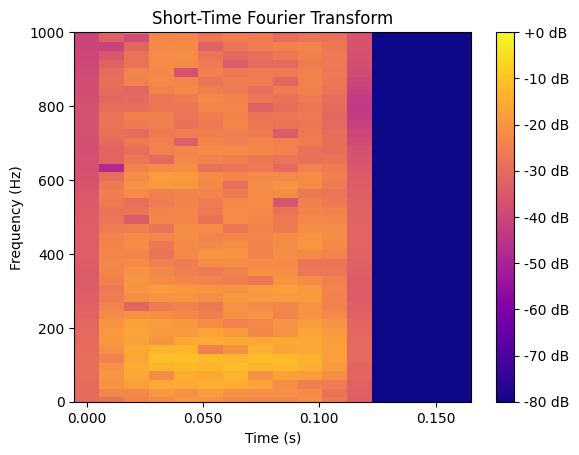 Short-Time Fourier Transform
1000
800
600
400
200
0
Frequency (Hz)
0.000
0.050
0.100
0.150
Time (s)
+0 dB
-10 dB
-20 dB
-30 dB
-40 dB
-50 dB
-60 dB
-70 dB
-80 dB